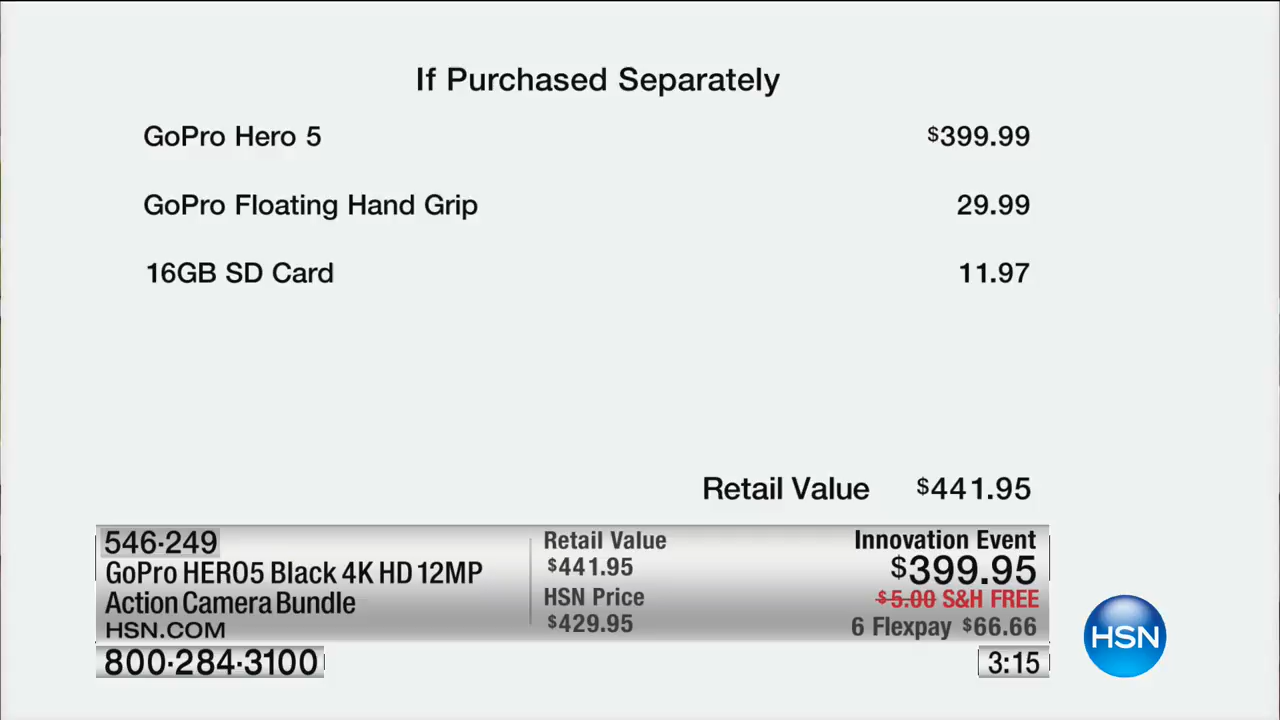 If Purchased Separately
GoPro Hero 5 $399.99
GoPro Floating Hand Grip 29.99
16GB SD Card 11.97
Retail Value $441.95
546·249
GoPro HERO5 Black 4K HD 12MP
Action Camera Bundle
HSN.COM
800·284·3100
Retail Value
$441.95
HSN Price
$429.95
Innovation Event
$399.95
$5.00 S&H FREE
6 Flexpay $66.66
3:15
HSN